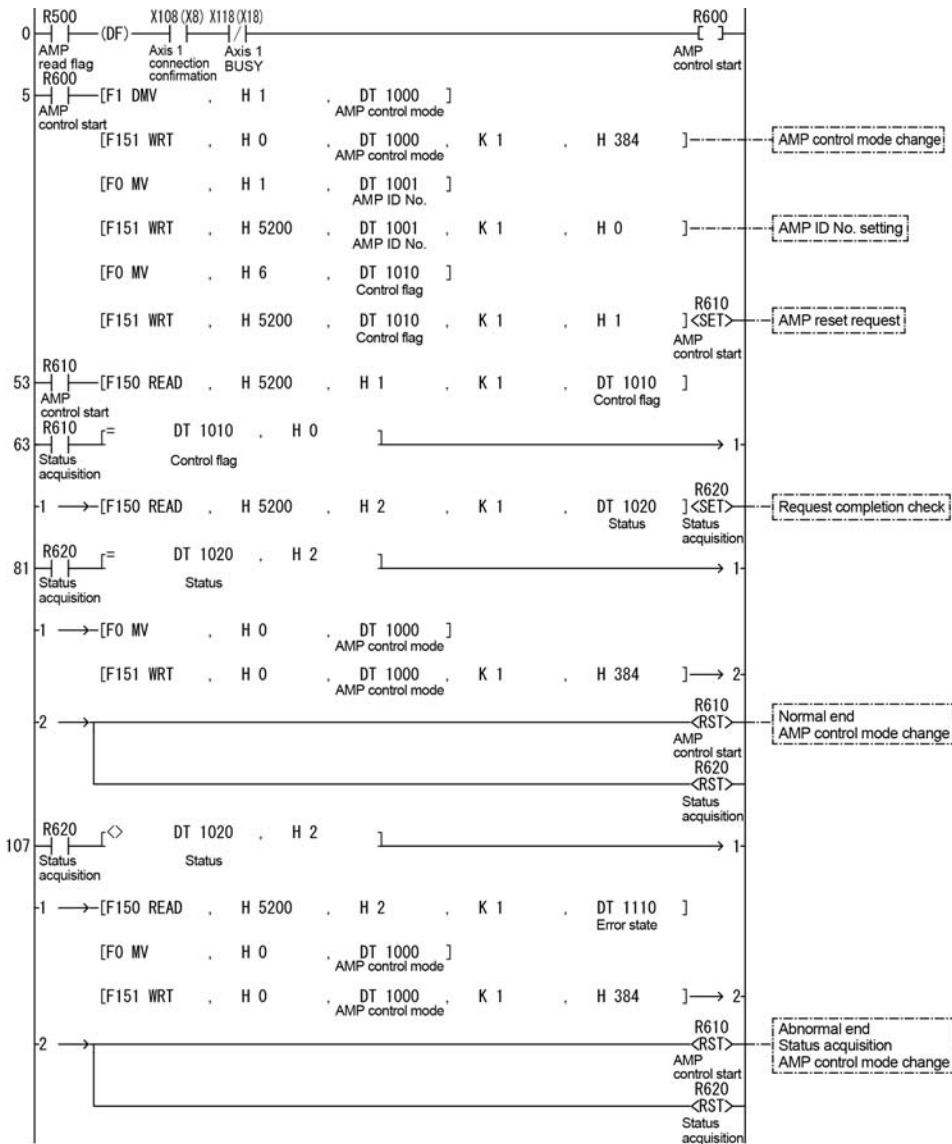 R500 X108(X8) X118(X18) R600
0 (DF)
AMP read flag Axis 1 connection confirmation Axis 1 BUSY AMP control start
R600
5 [F1 DMV , H 1 , DT 1000 ]
AMP control start AMP control mode
[F151 WRT , H 0 , DT 1000 , K 1 , H 384 ] AMP control mode change
AMP control mode
[F0 MV , H 1 , DT 1001 ]
AMP ID No.
[F151 WRT , H 5200 , DT 1001 , K 1 , H 0 ] AMP ID No. setting
AMP ID No.
[F0 MV , H 6 , DT 1010 ]
Control flag
R610
[F151 WRT , H 5200 , DT 1010 , K 1 , H 1 ]<SET> AMP reset request
Control flag AMP control start
R610
53 [F150 READ , H 5200 , H 1 , K 1 , DT 1010 ]
AMP control start Control flag
R610
63 [= DT 1010 , H 0 ] 1
Status acquisition Control flag
R620
1 [F150 READ , H 5200 , H 2 , K 1 , DT 1020 ]<SET> Request completion check
Status Status acquisition
R620
81 [= DT 1020 , H 2 ] 1
Status acquisition Status
1 [F0 MV , H 0 , DT 1000 ]
AMP control mode
[F151 WRT , H 0 , DT 1000 , K 1 , H 384 ] 2
AMP control mode
R610
2 <RST> Normal end
AMP control mode change
AMP control start
R620
<RST>
Status acquisition
R620
107 [<> DT 1020 , H 2 ] 1
Status acquisition Status
1 [F150 READ , H 5200 , H 2 , K 1 , DT 1110 ]
Error state
[F0 MV , H 0 , DT 1000 ]
AMP control mode
[F151 WRT , H 0 , DT 1000 , K 1 , H 384 ] 2
AMP control mode
R610
2 <RST> Abnormal end
Status acquisition
AMP control mode change
AMP control start
R620
<RST>
Status acquisition